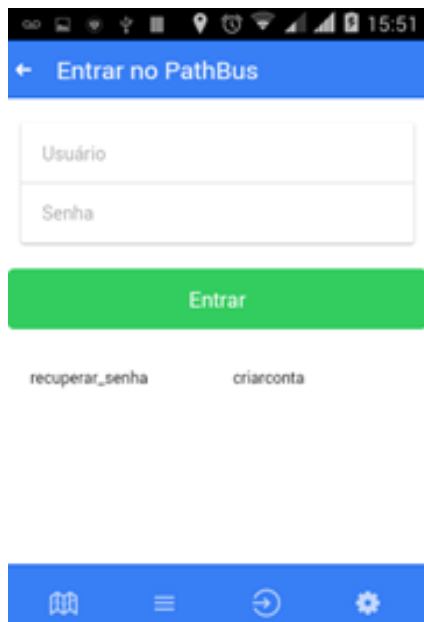 15:51
Entrar no PathBus
Usuário
Senha
Entrar
recuperar_senha criarconta